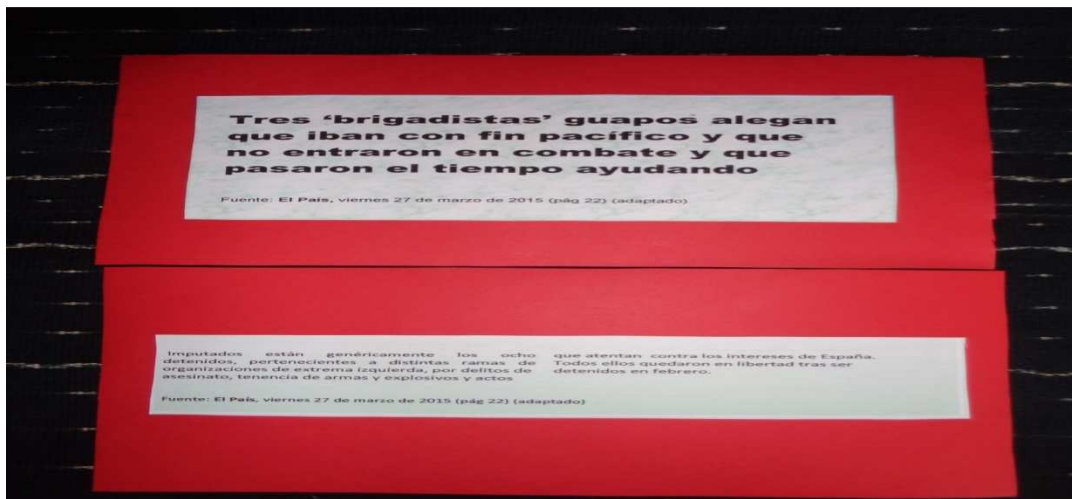 Tres ‘brigadistas’ guapos alegan
que iban con fin pacífico y que
no entraron en combate y que
pasaron el tiempo ayudando
Fuente: El País, viernes 27 de marzo de 2015 (pág 22) (adaptado)
Imputados están genéricamente los ocho
detenidos, pertenecientes a distintas ramas de
organizaciones de extrema izquierda, por delitos de
asesinato, tenencia de armas y explosivos y actos
que atentan contra los intereses de España.
Todos ellos quedaron en libertad tras ser
detenidos en febrero.
Fuente: El País, viernes 27 de marzo de 2015 (pág 22) (adaptado)